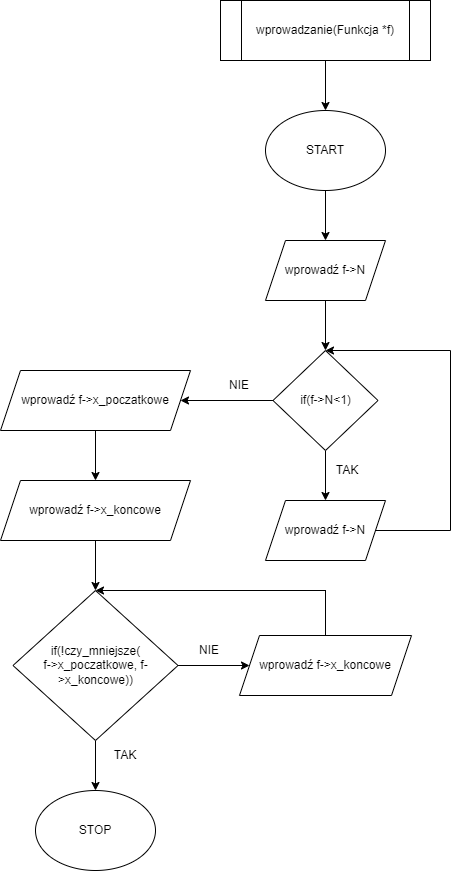 wprowadzanie(Funkcja *f)
START
wprowadź f->N
if(f->N<1)
NIE
TAK
wprowadź f->N
wprowadź f->x_poczatkowe
wprowadź f->x_koncowe
if(!czy_mniejsze(
f->x_poczatkowe, f-
>x_koncowe))
NIE
wprowadź f->x_koncowe
TAK
STOP